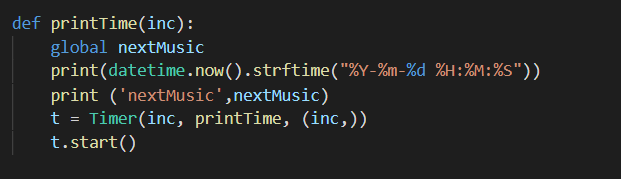 def printTime(inc):
    global nextMusic
    print(datetime.now().strftime("%Y-%m-%d %H:%M:%S"))
    print ('nextMusic',nextMusic)
    t = Timer(inc, printTime, (inc,))
    t.start()